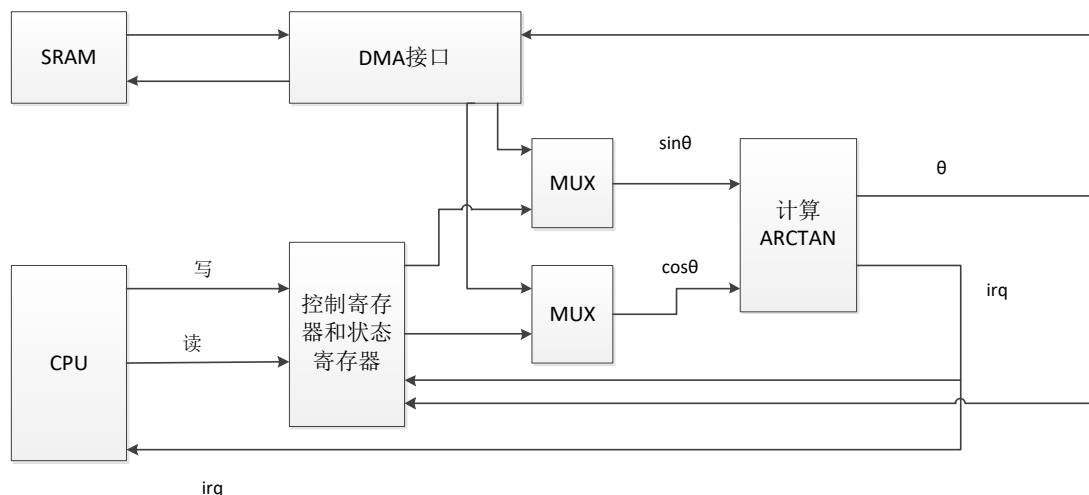 SRAM
DMA接口
sinθ
MUX
θ
计算
ARCTAN
写
cosθ
irq
控制寄存
器和状态
寄存器
MUX
读
CPU
irq